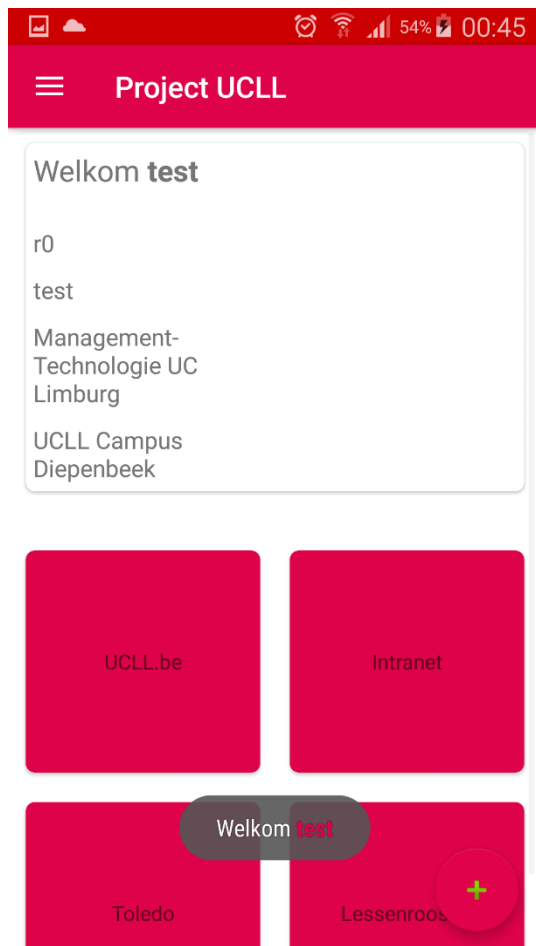 54% 00:45
Project UCLL
Welkom test
r0
test
Management-
Technologie UC
Limburg
UCLL Campus
Diepenbeek
UCLL.be Intranet
Welkom test
Toledo Lessenroos